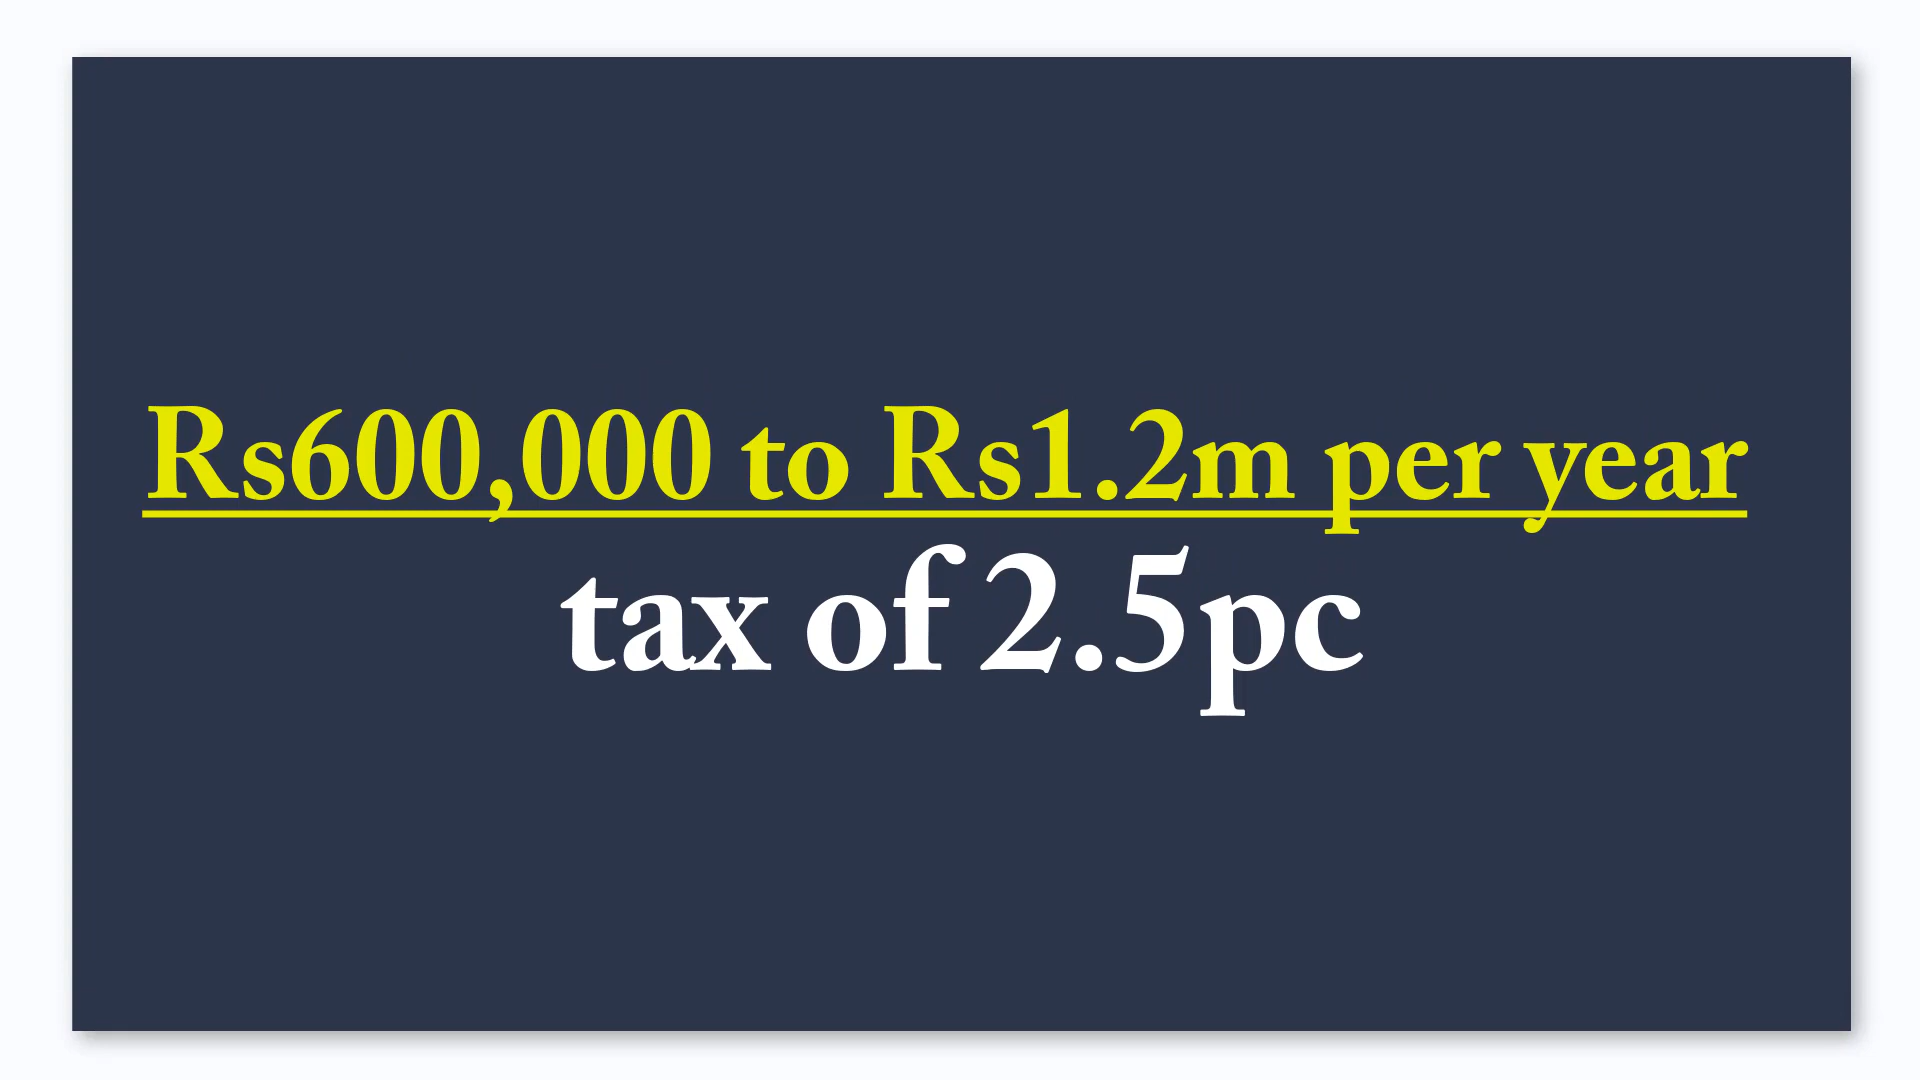 Rs600,000 to Rs1.2m per year
tax of 2.5pc